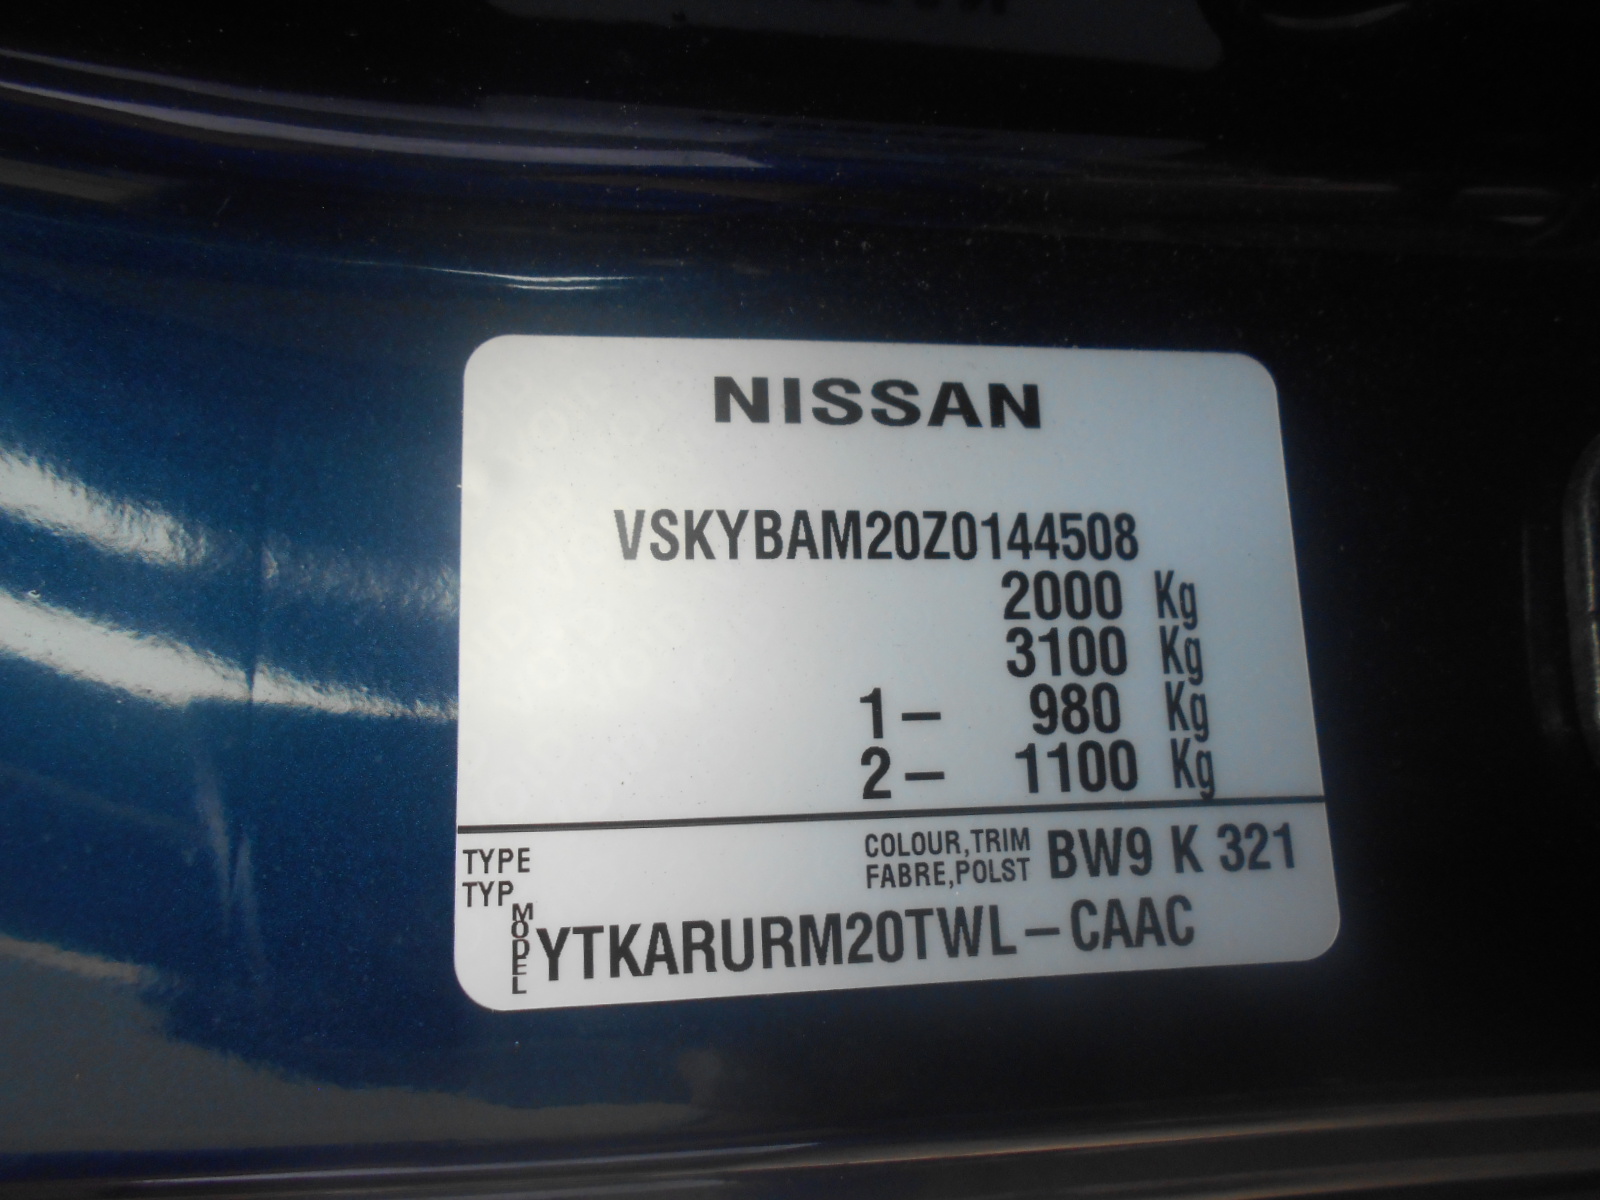 NISSAN
VSKYBAM20Z0144508
2000 Kg
3100 Kg
1- 980 Kg
2- 1100 Kg
TYPE
TYP
COLOUR,TRIM
FABRE,POLST
BW9 K 321
MODEL
YTKARURM20TWL-CAAC